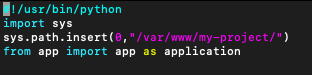 #!/usr/bin/python
import sys
sys.path.insert(0,"/var/www/my-project/")
from app import app as application